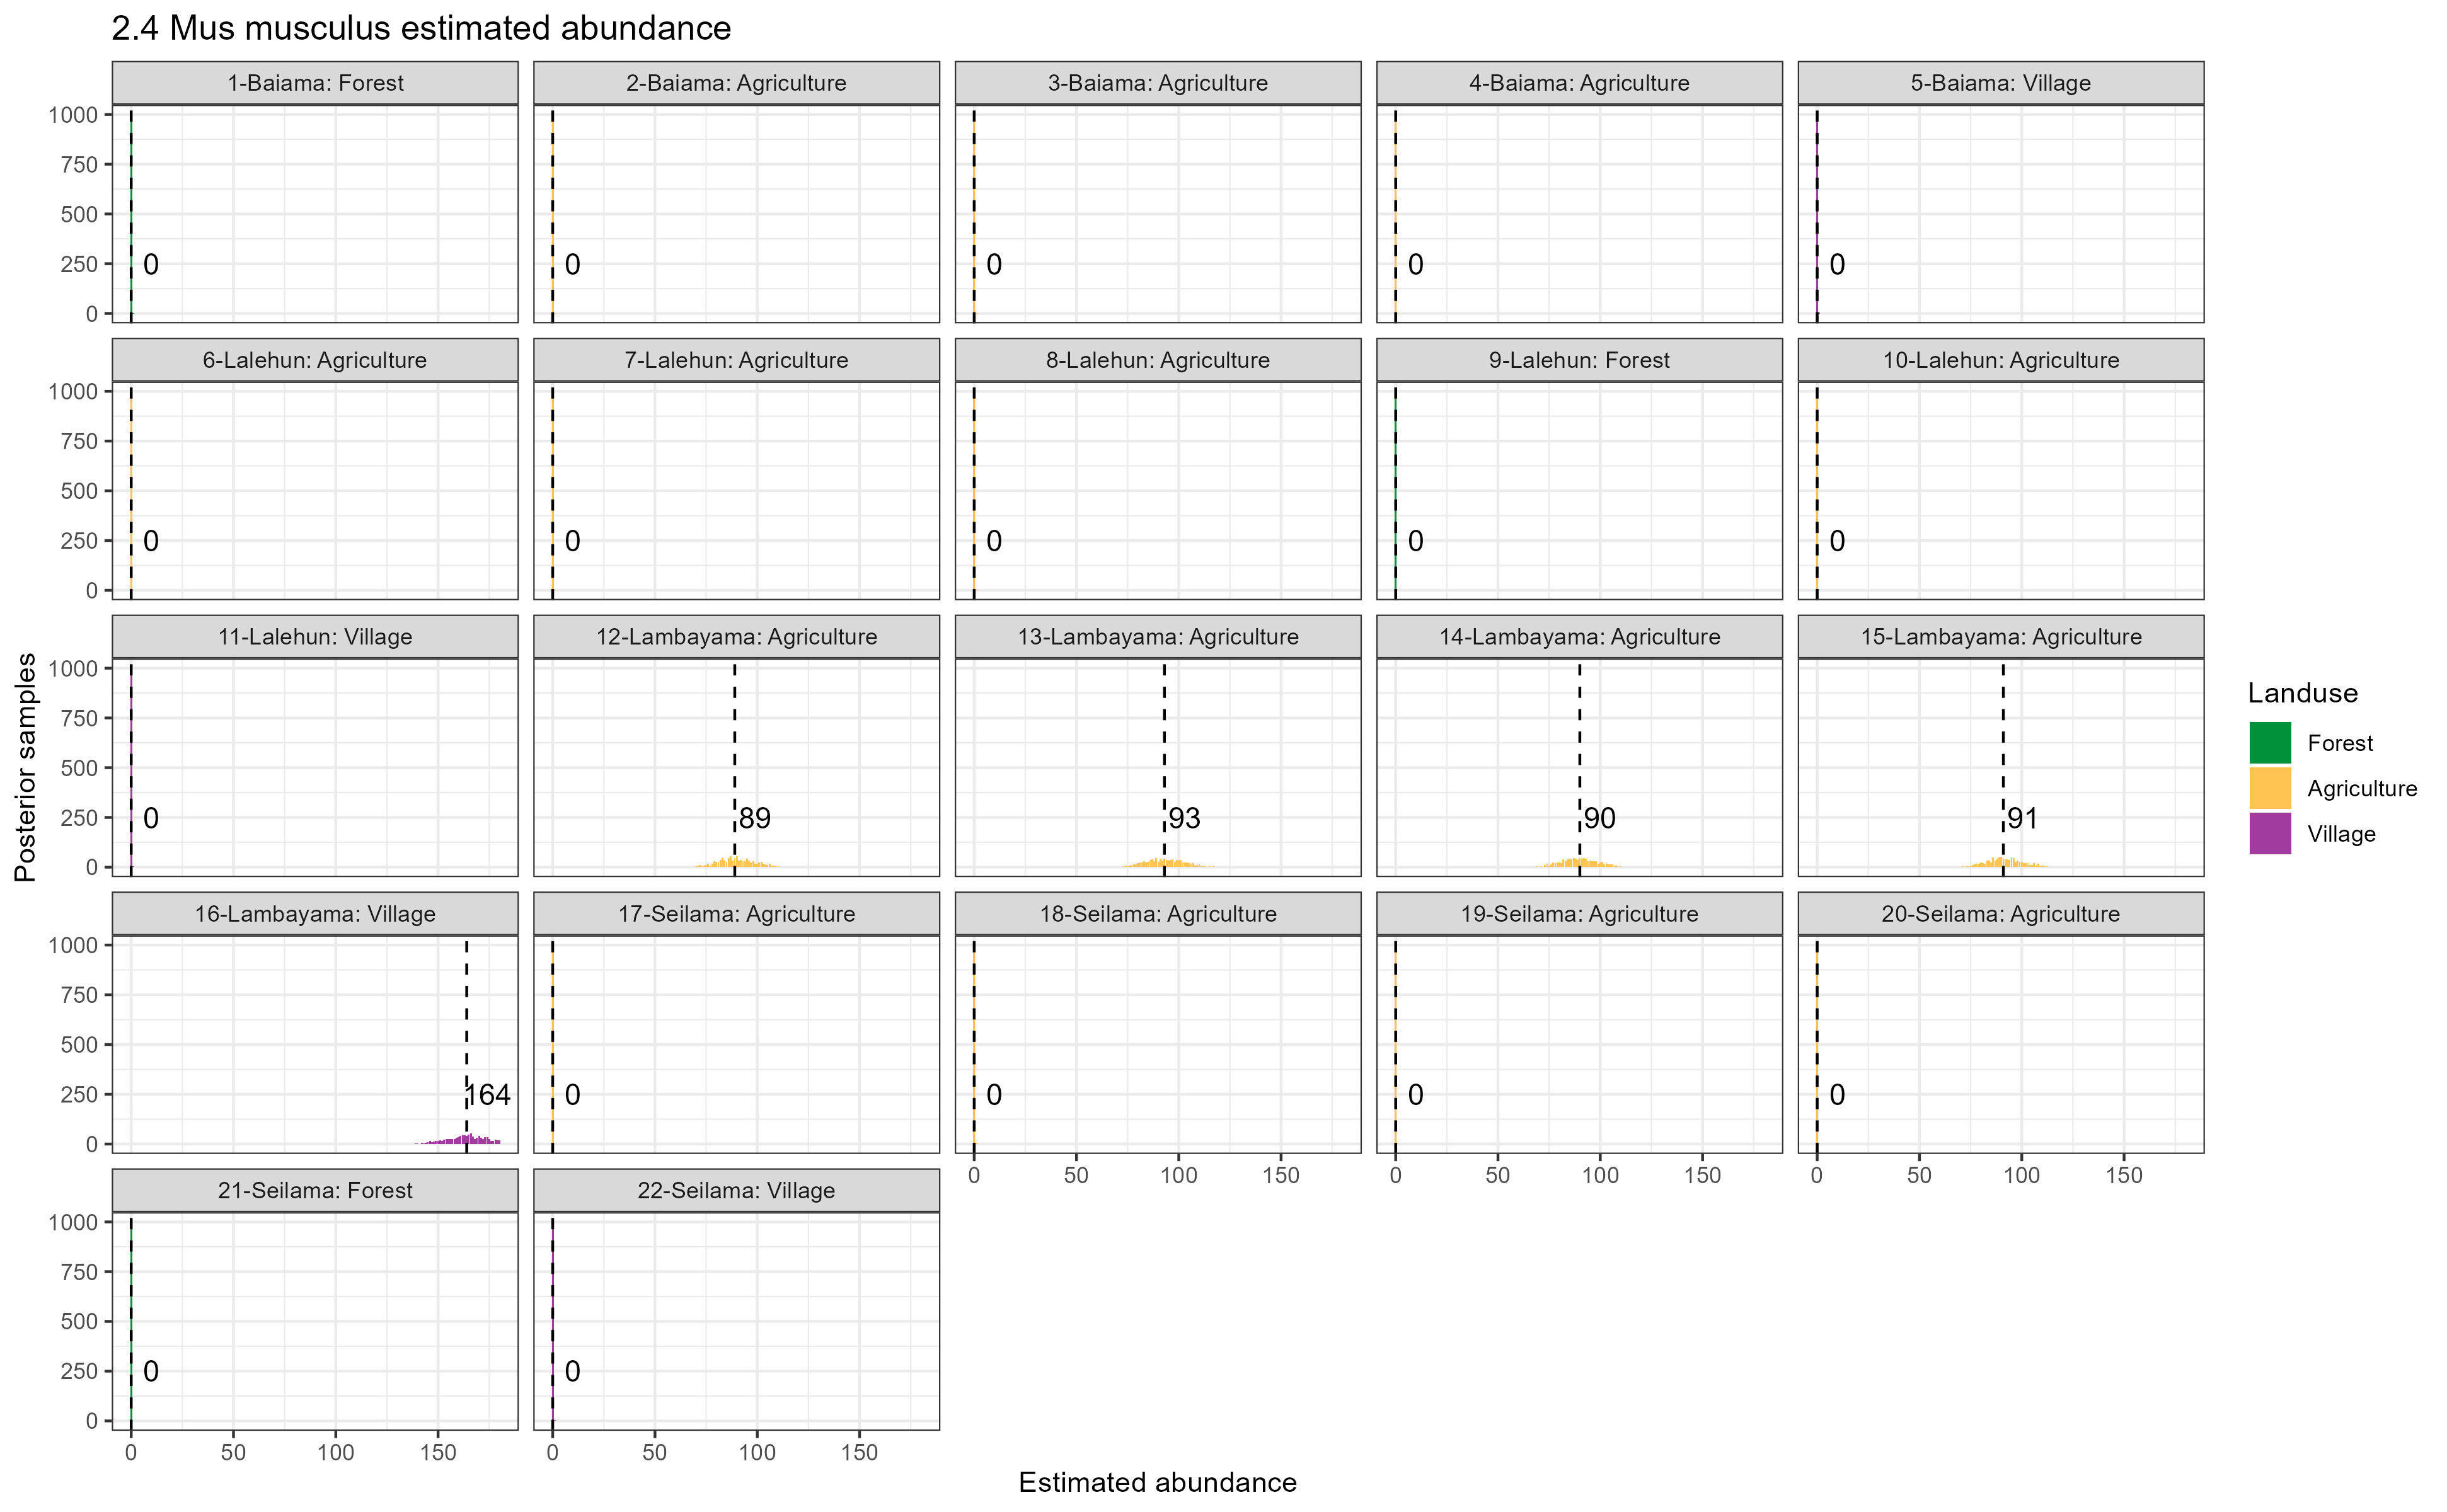 2.4 Mus musculus estimated abundance
1-Baiama: Forest
2-Baiama: Agriculture
3-Baiama: Agriculture
4-Baiama: Agriculture
5-Baiama: Village
1000
750
500
250
0
0
0
0
0
0
6-Lalehun: Agriculture
7-Lalehun: Agriculture
8-Lalehun: Agriculture
9-Lalehun: Forest
10-Lalehun: Agriculture
1000
750
500
250
0
0
0
0
0
0
11-Lalehun: Village
12-Lambayama: Agriculture
13-Lambayama: Agriculture
14-Lambayama: Agriculture
15-Lambayama: Agriculture
1000
750
500
250
0
0
89
93
90
91
16-Lambayama: Village
17-Seilama: Agriculture
18-Seilama: Agriculture
19-Seilama: Agriculture
20-Seilama: Agriculture
1000
750
500
250
0
164
0
0
0
0
0 50 100 150
0 50 100 150
0 50 100 150
21-Seilama: Forest
22-Seilama: Village
1000
750
500
250
0
0
0
0 50 100 150
0 50 100 150
Estimated abundance
Posterior samples
Landuse
Forest
Agriculture
Village